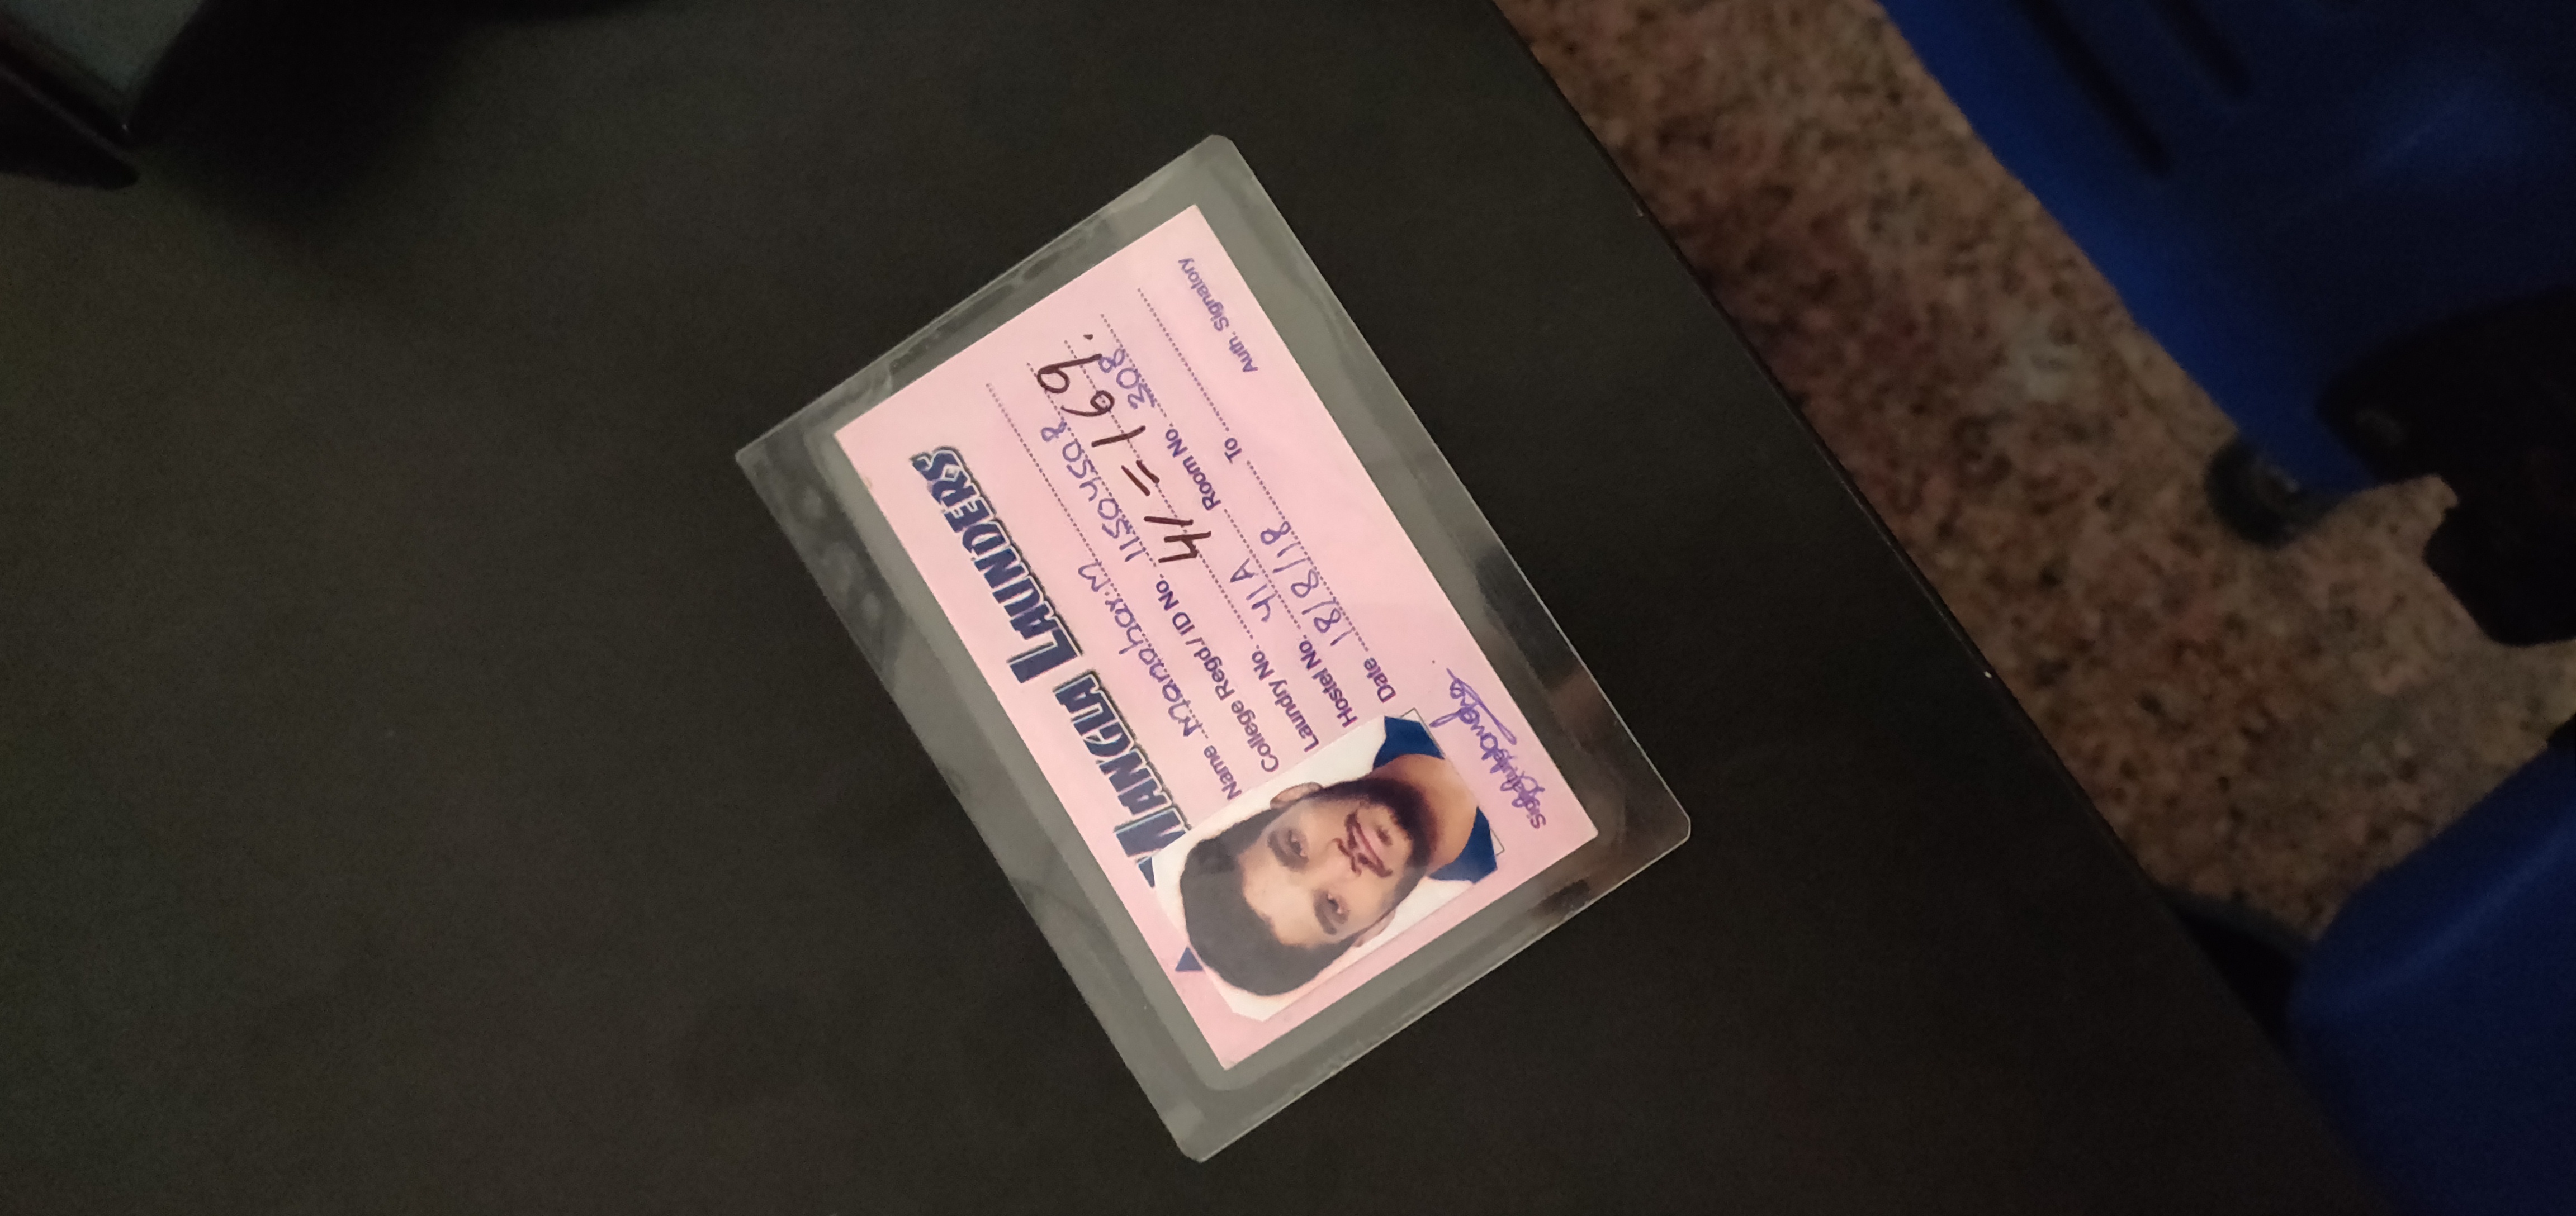 MANGLA LAUNDERS
Name Manohar.M
College Regd./ ID No. 11504508
Laundry No. 41 = 169.
Hostel No. 41A Room No. 308
Date 18/8/18 To
Signature Auth. Signatory